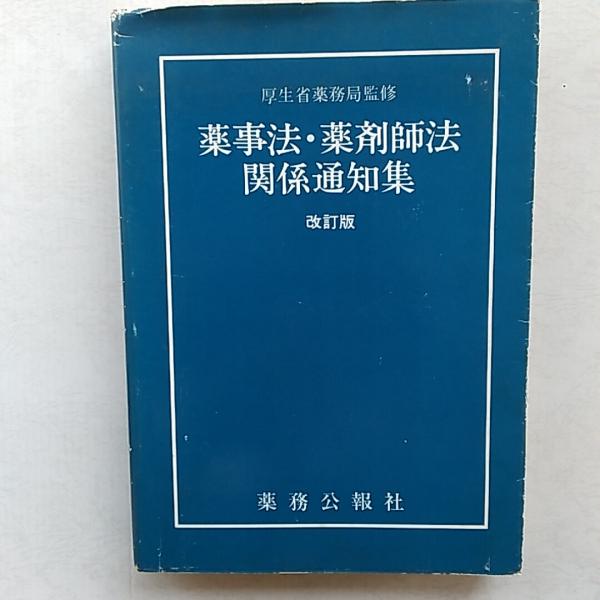 厚生省薬務局監修
薬事法・薬剤師法
関係通知集
改訂版
薬務公報社